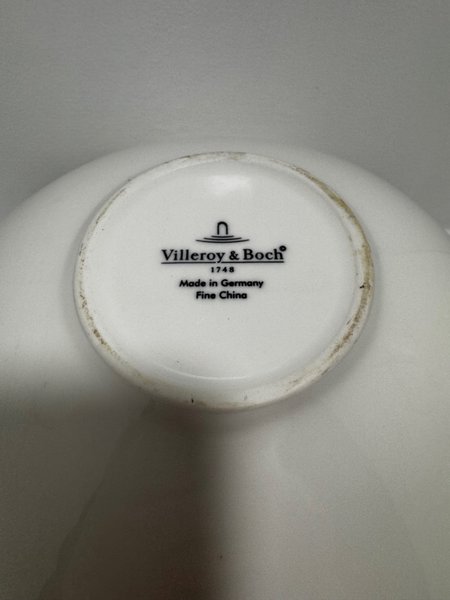 Villeroy & Boch
1748
Made in Germany
Fine China